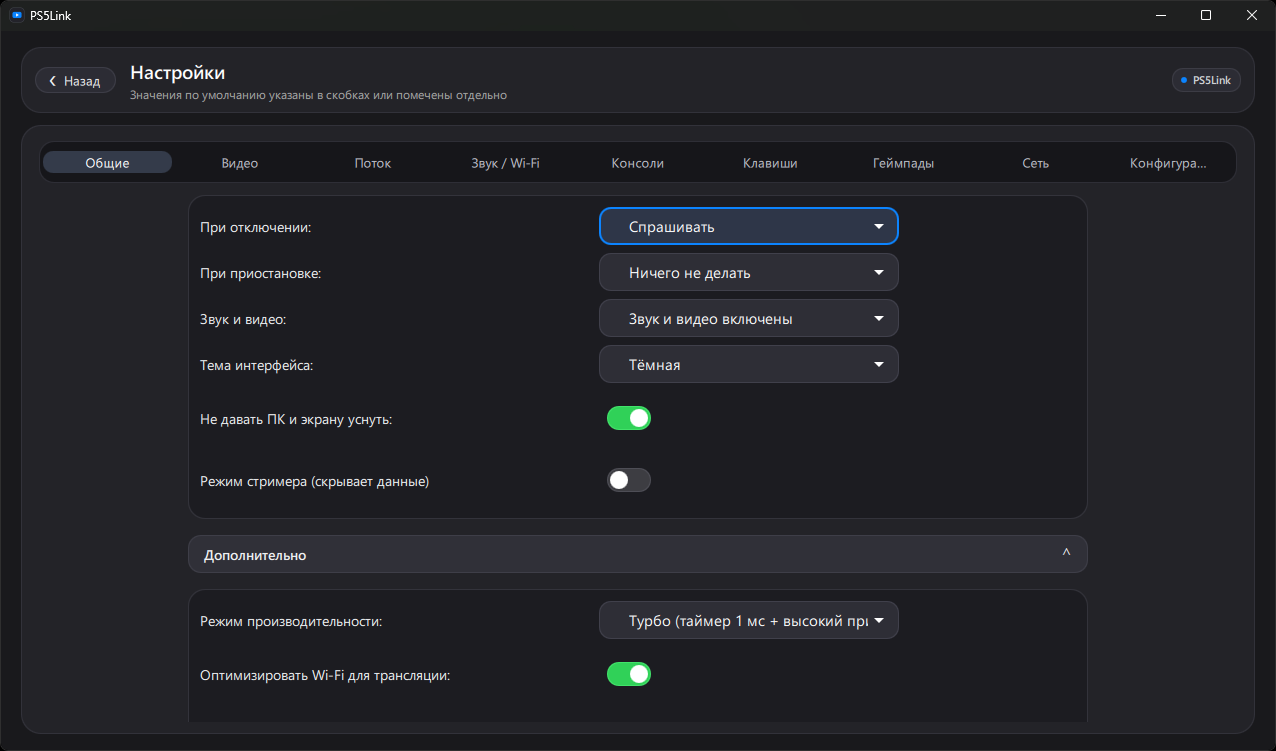 PS5Link
Назад
Настройки
Значения по умолчанию указаны в скобках или помечены отдельно
PS5Link
Общие Видео Поток Звук / Wi-Fi Консоли Клавиши Геймпады Сеть Конфигура...
При отключении: Спрашивать
При приостановке: Ничего не делать
Звук и видео: Звук и видео включены
Тема интерфейса: Тёмная
Не давать ПК и экрану уснуть:
Режим стримера (скрывает данные)
Дополнительно
Режим производительности: Турбо (таймер 1 мс + высокий при
Оптимизировать Wi-Fi для трансляции: